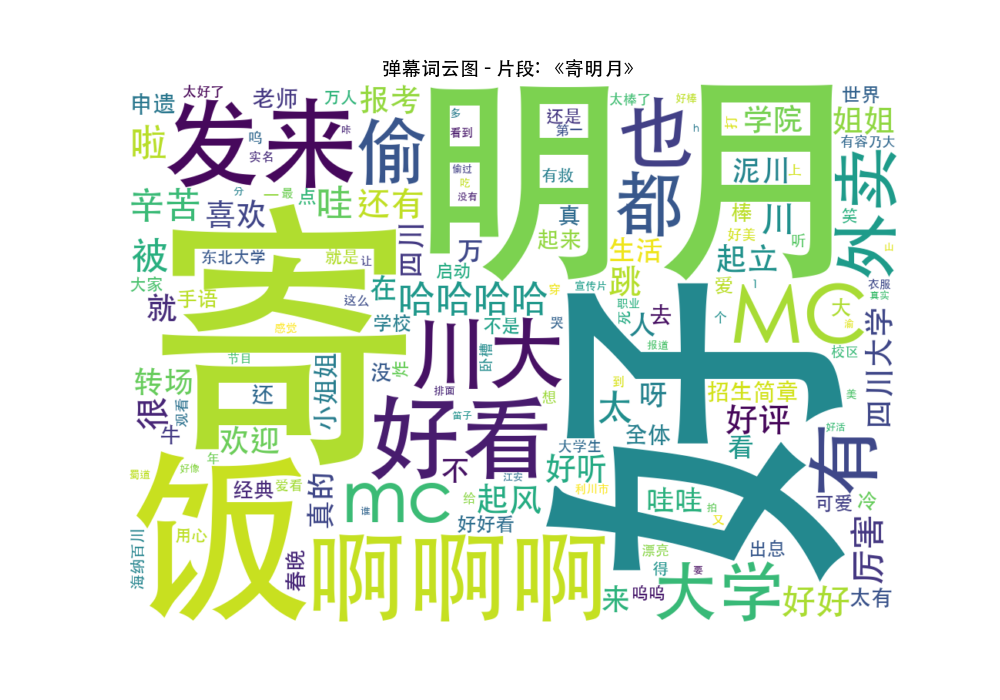 弹幕词云图 - 片段: 《寄明月》
太好了
万人
申遗
老师
报考
多
还是
太棒了
好棒
世界
啦
发来
呜
实名
咔
偷
明月
看到
第一
也
h
打
学院
姐姐
有容乃大
偷过
吃
没有
有救
都
泥川
上
外卖
辛苦
喜欢
分
一
最
点
哇
还有
真
起来
棒
川
好美
听
笑
山
被
东北大学
就是
让
四川
万
启动
生活
起立
大家
手语
就
寄
这么
在
哈哈哈哈
穿
宣传片
跳
爱
l
衣服
真实
感觉
学校
不是
哭
职业
死
人
去
个
MC
大
渝
节目
小姐姐
没
炸
川大
卧槽
好
报道
校区
四川大学
转场
还
排面
想
到
太
呀
招生简章
美
很
牛
观看
欢迎
好看
笛子
全体
好评
看
有
好活
年
不
大学生
好听
蜀道
好像
饭
经典
爱看
真的
mc
给
起风
江安
利川市
哇哇
拍
又
可爱
冷
谁
好好看
用心
海纳百川
春晚
啊啊啊
漂亮
得
出息
厉害
要
来
呜呜
大学
好好
太有